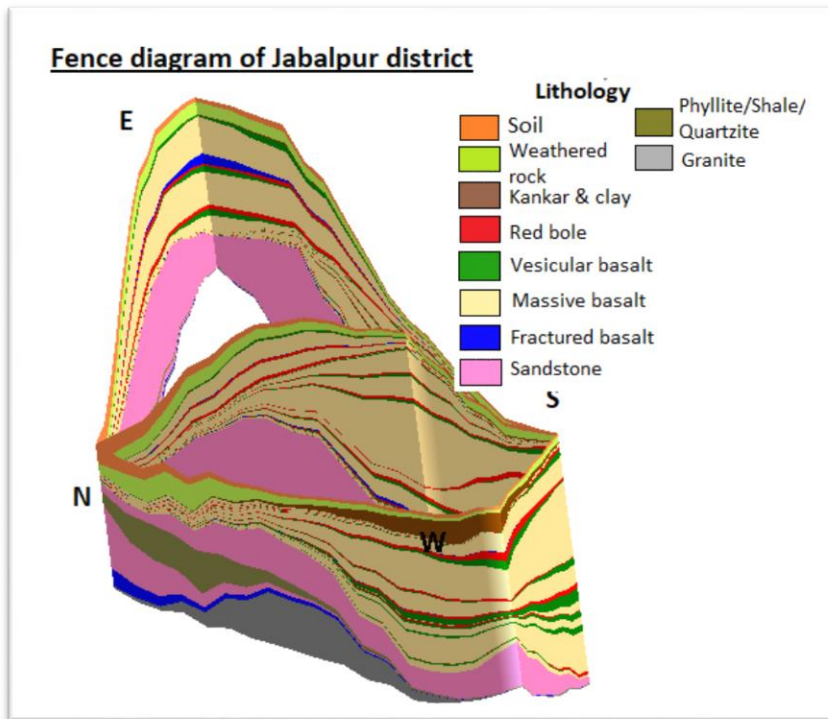 Fence diagram of Jabalpur district
Lithology
E
Soil
Weathered
rock
Kankar & clay
Red bole
Vesicular basalt
Massive basalt
Fractured basalt
Sandstone
Phyllite/Shale/
Quartzite
Granite
S
N
W